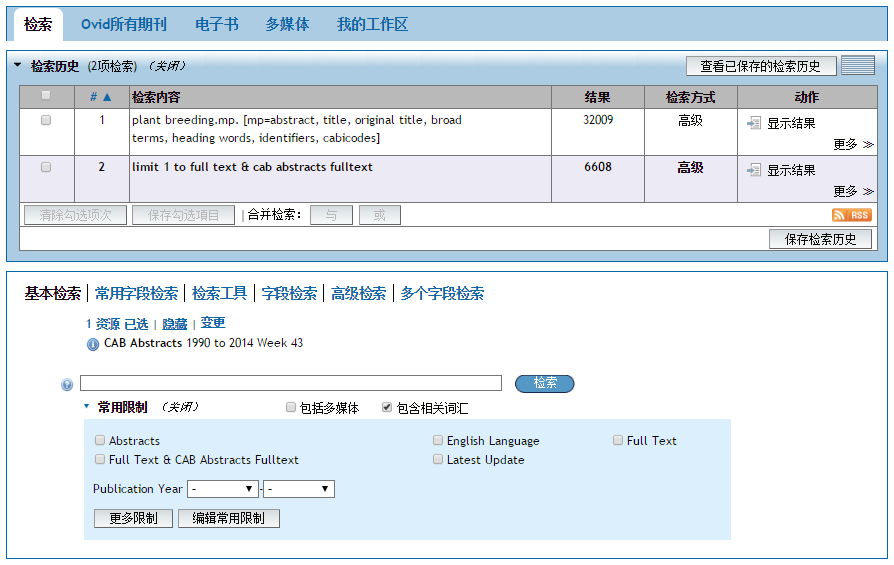 检索 Ovid所有期刊 电子书 多媒体 我的工作区
检索历史 (2项检索) (关闭) 查看已保存的检索历史
# ▲ 检索内容 结果 检索方式 动作
1 plant breeding.mp. [mp=abstract, title, original title, broad 32009 高级 显示结果
terms, heading words, identifiers, cabicodes]
更多 ≫
2 limit 1 to full text & cab abstracts fulltext 6608 高级 显示结果
更多 ≫
清除勾选项次 保存勾选項目 | 合并检索: 与 或 RSS
保存检索历史
基本检索 | 常用字段检索 | 检索工具 | 字段检索 | 高级检索 | 多个字段检索
1 资源 已选 | 隐藏 | 变更
CAB Abstracts 1990 to 2014 Week 43
检索
常用限制 (关闭) 包括多媒体 包含相关词汇
Abstracts English Language Full Text
Full Text & CAB Abstracts Fulltext Latest Update
Publication Year - - -
更多限制 编辑常用限制